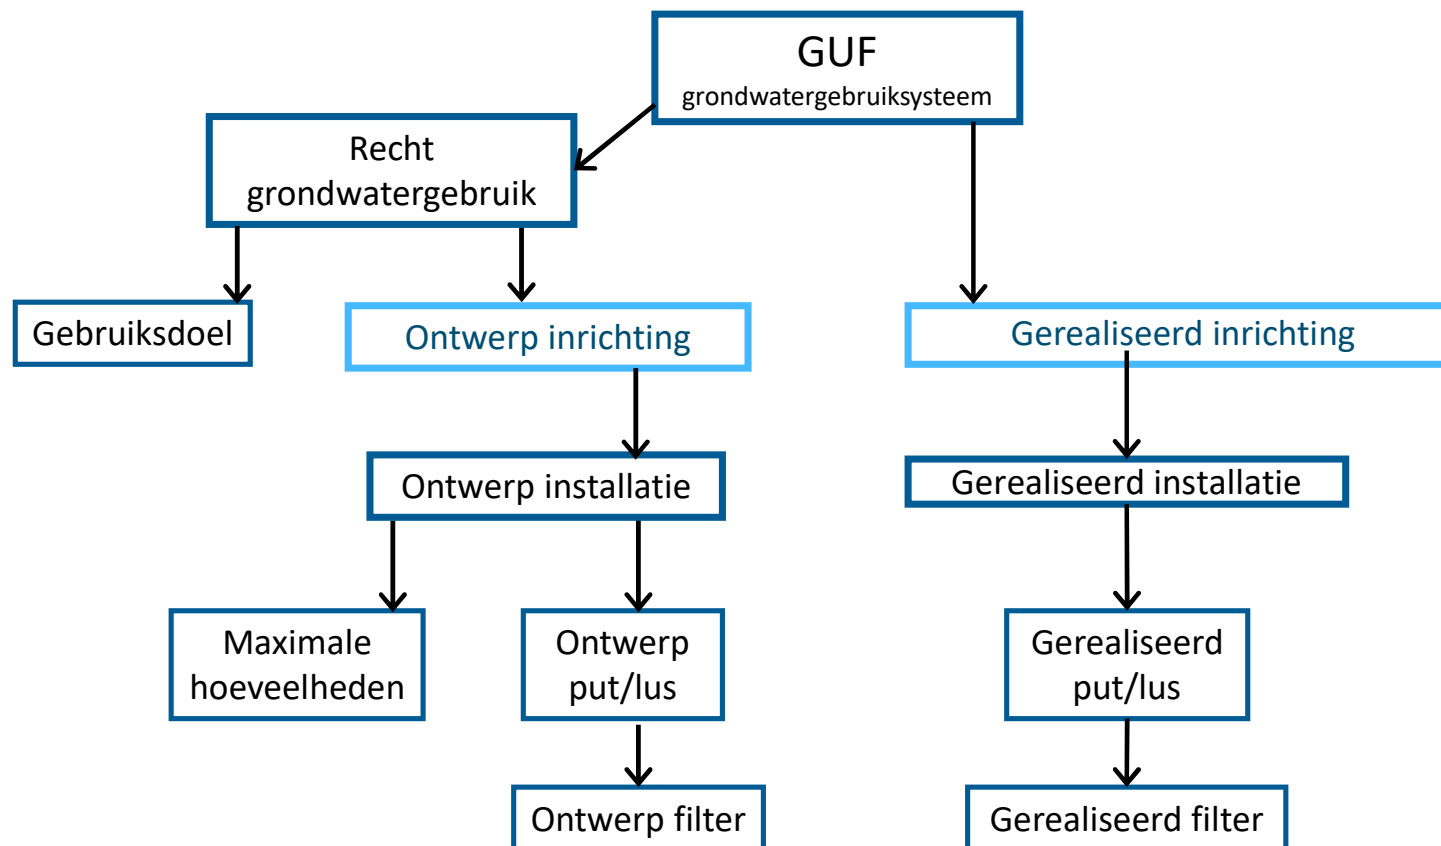 GUF
grondwatergebruiksysteem
Recht
grondwatergebruik
Gebruiksdoel
Ontwerp inrichting
Gerealiseerd inrichting
Ontwerp installatie
Gerealiseerd installatie
Maximale
hoeveelheden
Ontwerp
put/lus
Gerealiseerd
put/lus
Ontwerp filter
Gerealiseerd filter